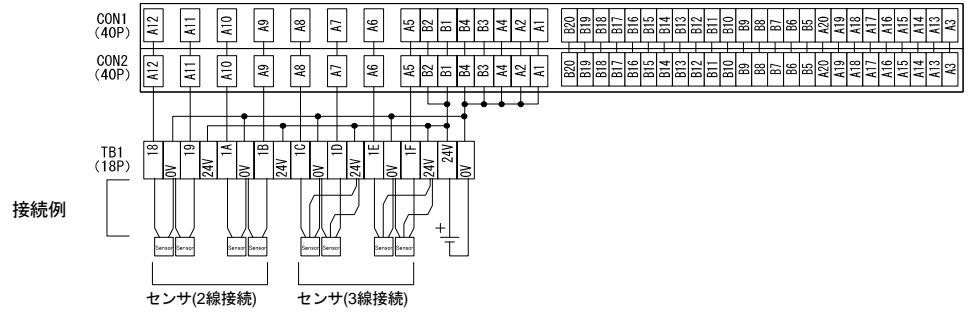 CON1 (40P) A12 A11 A10 A9 A8 A7 A6 A5 B2 B1 B4 B3 A4 A2 A1 B20 B19 B18 B17 B16 B15 B14 B13 B12 B11 B10 B9 B8 B7 B6 B5 A20 A19 A18 A17 A16 A15 A14 A13 A3
CON2 (40P) A12 A11 A10 A9 A8 A7 A6 A5 B2 B1 B4 B3 A4 A2 A1 B20 B19 B18 B17 B16 B15 B14 B13 B12 B11 B10 B9 B8 B7 B6 B5 A20 A19 A18 A17 A16 A15 A14 A13 A3
TB1 (18P) 18 0V 19 24V 1A 0V 1B 24V 1C 0V 1D 24V 1E 0V 1F 24V 24V 0V
接続例
+
Sensor Sensor Sensor Sensor Sensor Sensor Sensor Sensor
センサ(2線接続) センサ(3線接続)